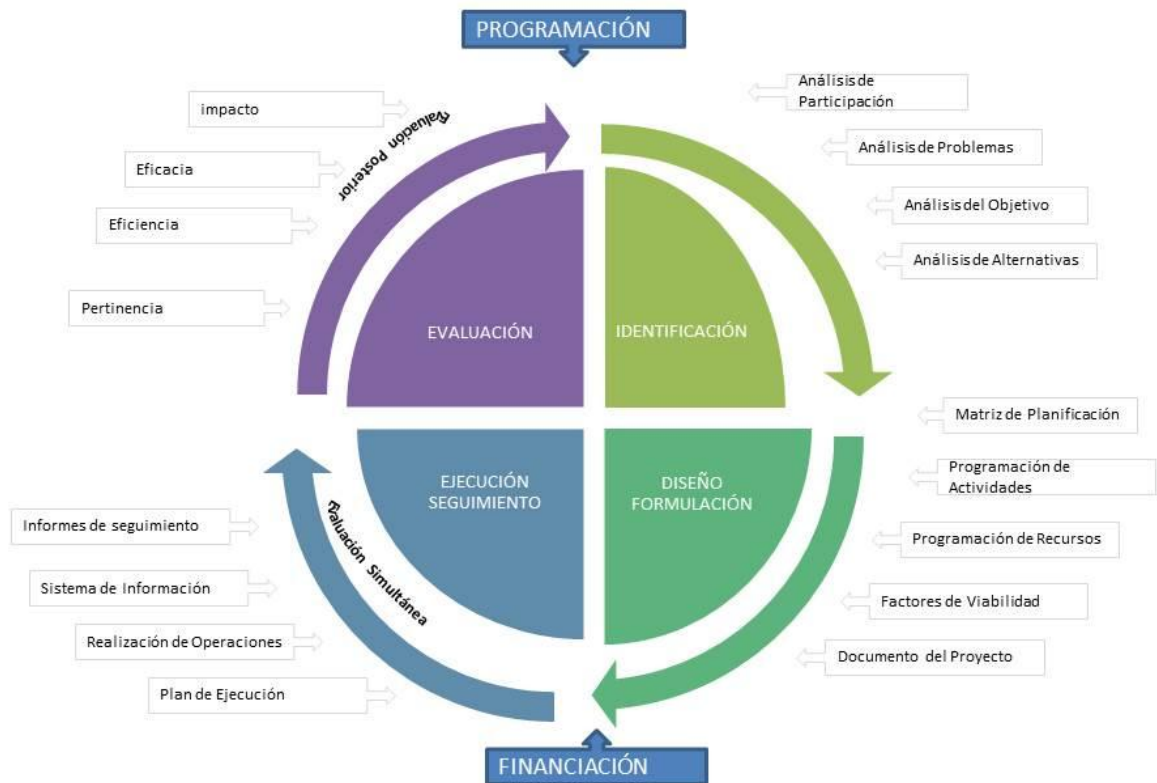 PROGRAMACIÓN
impacto
Eficacia
Eficiencia
Pertinencia
Evaluación Posterior
Análisis de
Participación
Análisis de Problemas
Análisis del Objetivo
Análisis de Alternativas
EVALUACIÓN
IDENTIFICACIÓN
EJECUCIÓN
SEGUIMIENTO
DISEÑO
FORMULACIÓN
Matriz de Planificación
Programación de
Actividades
Programación de Recursos
Factores de Viabilidad
Documento del Proyecto
Evaluación Simultánea
Informes de seguimiento
Sistema de Información
Realización de Operaciones
Plan de Ejecución
FINANCIACIÓN